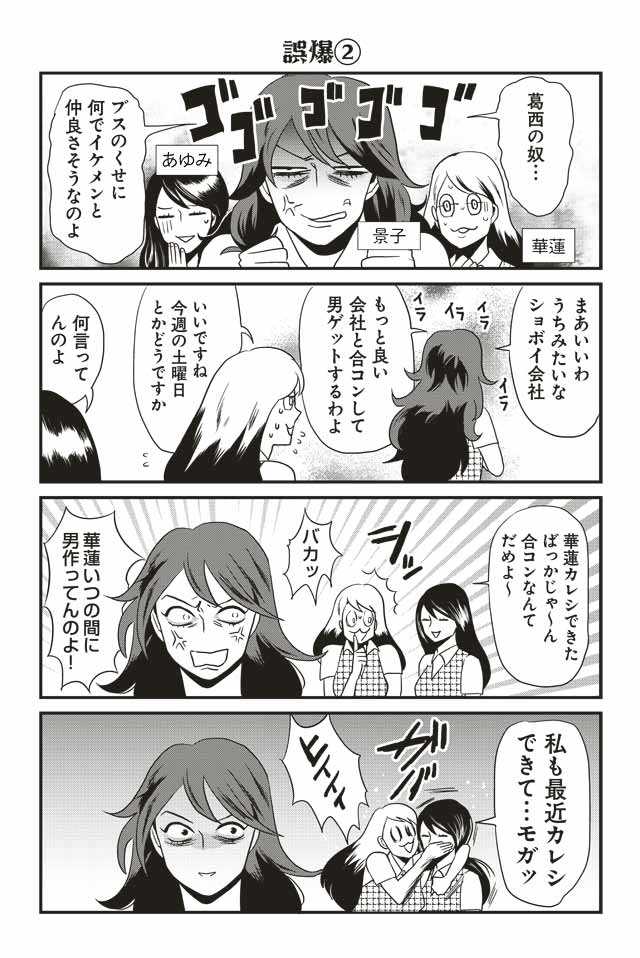 誤爆②
葛西の奴…
ゴゴゴゴゴ
ブスのくせに
何でイケメンと
仲良さそうなのよ
あゆみ
景子
華蓮
まあいいわ
うちみたいな
ショボイ会社
イライラ
もっと良い
会社と合コンして
男ゲットするわよ
いいですね
今週の土曜日
とかどうですか
何言って
んのよ
華蓮カレシできた
ばっかじゃ〜ん
合コンなんて
だめよ〜
バカッ
華蓮いつの間に
男作ってんのよ！
私も最近カレシ
できて…モガッ
ガバッ
ヒィィィ